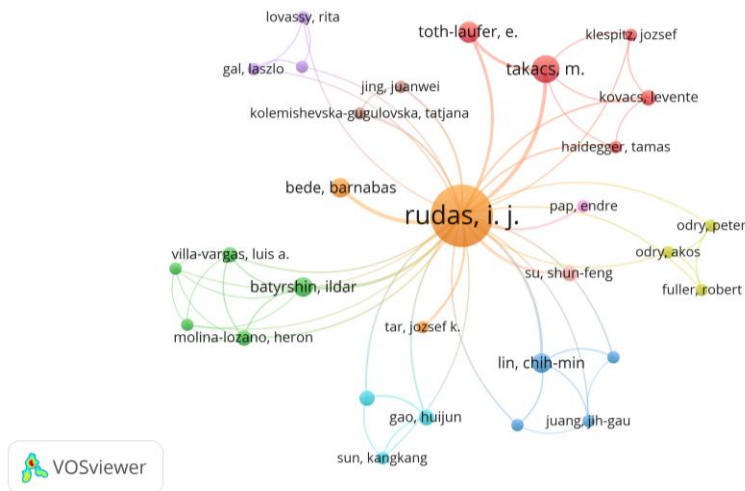 lovassy, rita
toth-laufer, e.
klespitz, jozsef
gal, laszlo
takacs, m.
jing, juanwei
kovacs, levente
kolemishevska-gugulovska, tatjana
haidegger, tamas
bede, barnabas
rudas, i. j.
pap, endre
odry, peter
villa-vargas, luis a.
odry, akos
su, shun-feng
batyrshin, ildar
fuller, robert
tar, jozsef k.
molina-lozano, heron
lin, chih-min
gao, huijun
juang, jih-gau
sun, kangkang
VOSviewer